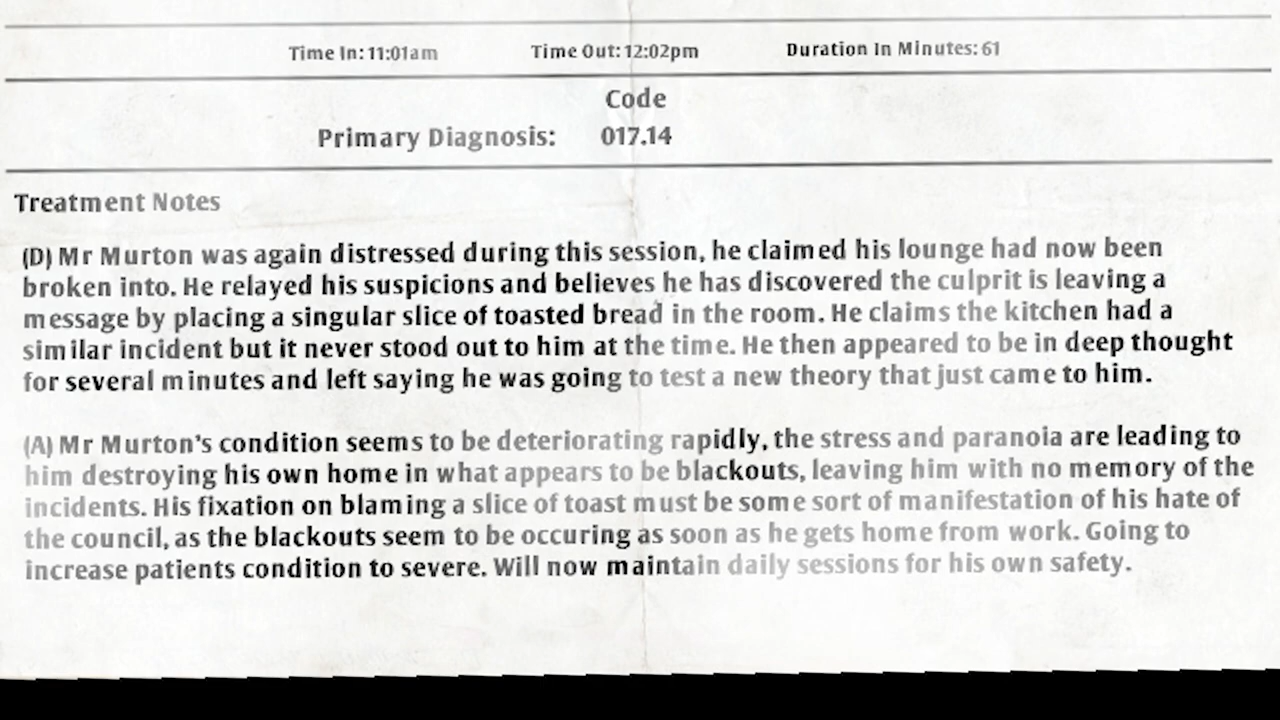 Time In: 11:01am Time Out: 12:02pm Duration In Minutes: 61
Code
Primary Diagnosis: 017.14
Treatment Notes
(D) Mr Murton was again distressed during this session, he claimed his lounge had now been
broken into. He relayed his suspicions and believes he has discovered the culprit is leaving a
message by placing a singular slice of toasted bread in the room. He claims the kitchen had a
similar incident but it never stood out to him at the time. He then appeared to be in deep thought
for several minutes and left saying he was going to test a new theory that just came to him.
(A) Mr Murton's condition seems to be deteriorating rapidly, the stress and paranoia are leading to
him destroying his own home in what appears to be blackouts, leaving him with no memory of the
incidents. His fixation on blaming a slice of toast must be some sort of manifestation of his hate of
the council, as the blackouts seem to be occuring as soon as he gets home from work. Going to
increase patients condition to severe. Will now maintain daily sessions for his own safety.